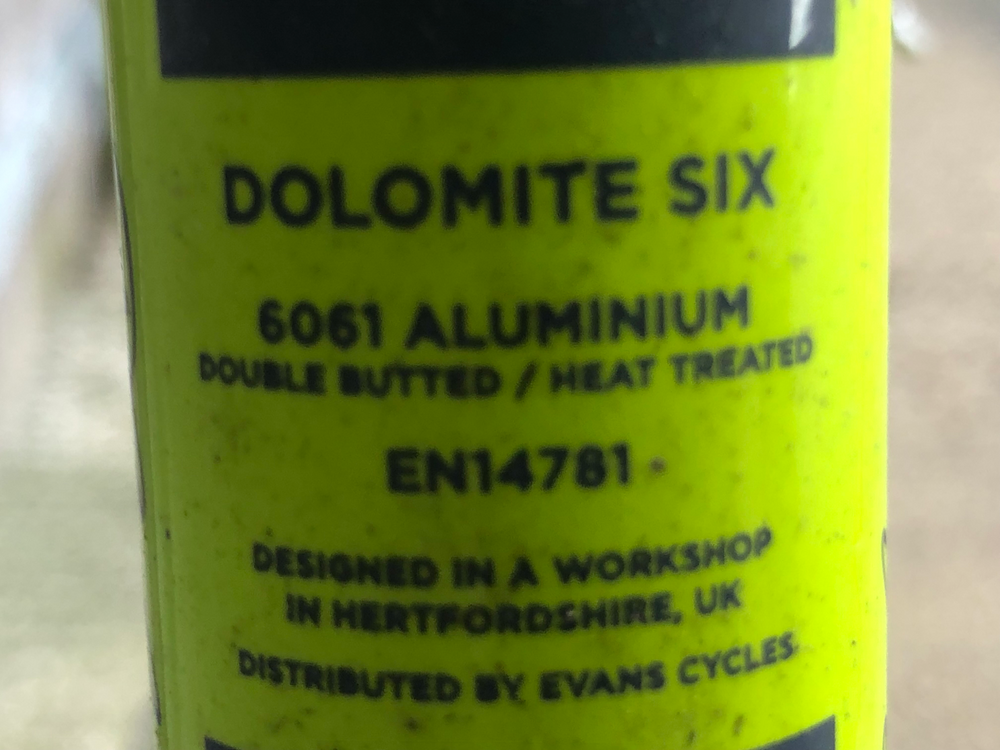 DOLOMITE SIX
6061 ALUMINIUM
DOUBLE BUTTED / HEAT TREATED
EN14781
DESIGNED IN A WORKSHOP
IN HERTFORDSHIRE, UK
DISTRIBUTED BY EVANS CYCLES